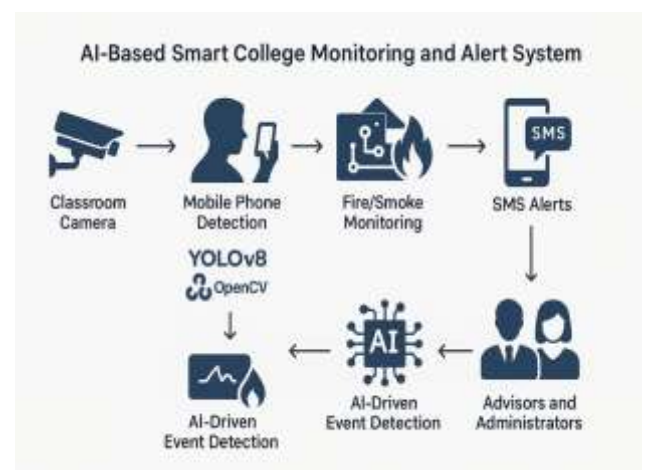 AI-Based Smart College Monitoring and Alert System
Classroom
Camera
Mobile Phone
Detection
Fire/Smoke
Monitoring
SMS
SMS Alerts
YOLOv8
OpenCV
AI-Driven
Event Detection
AI
AI-Driven
Event Detection
Advisors and
Administrators